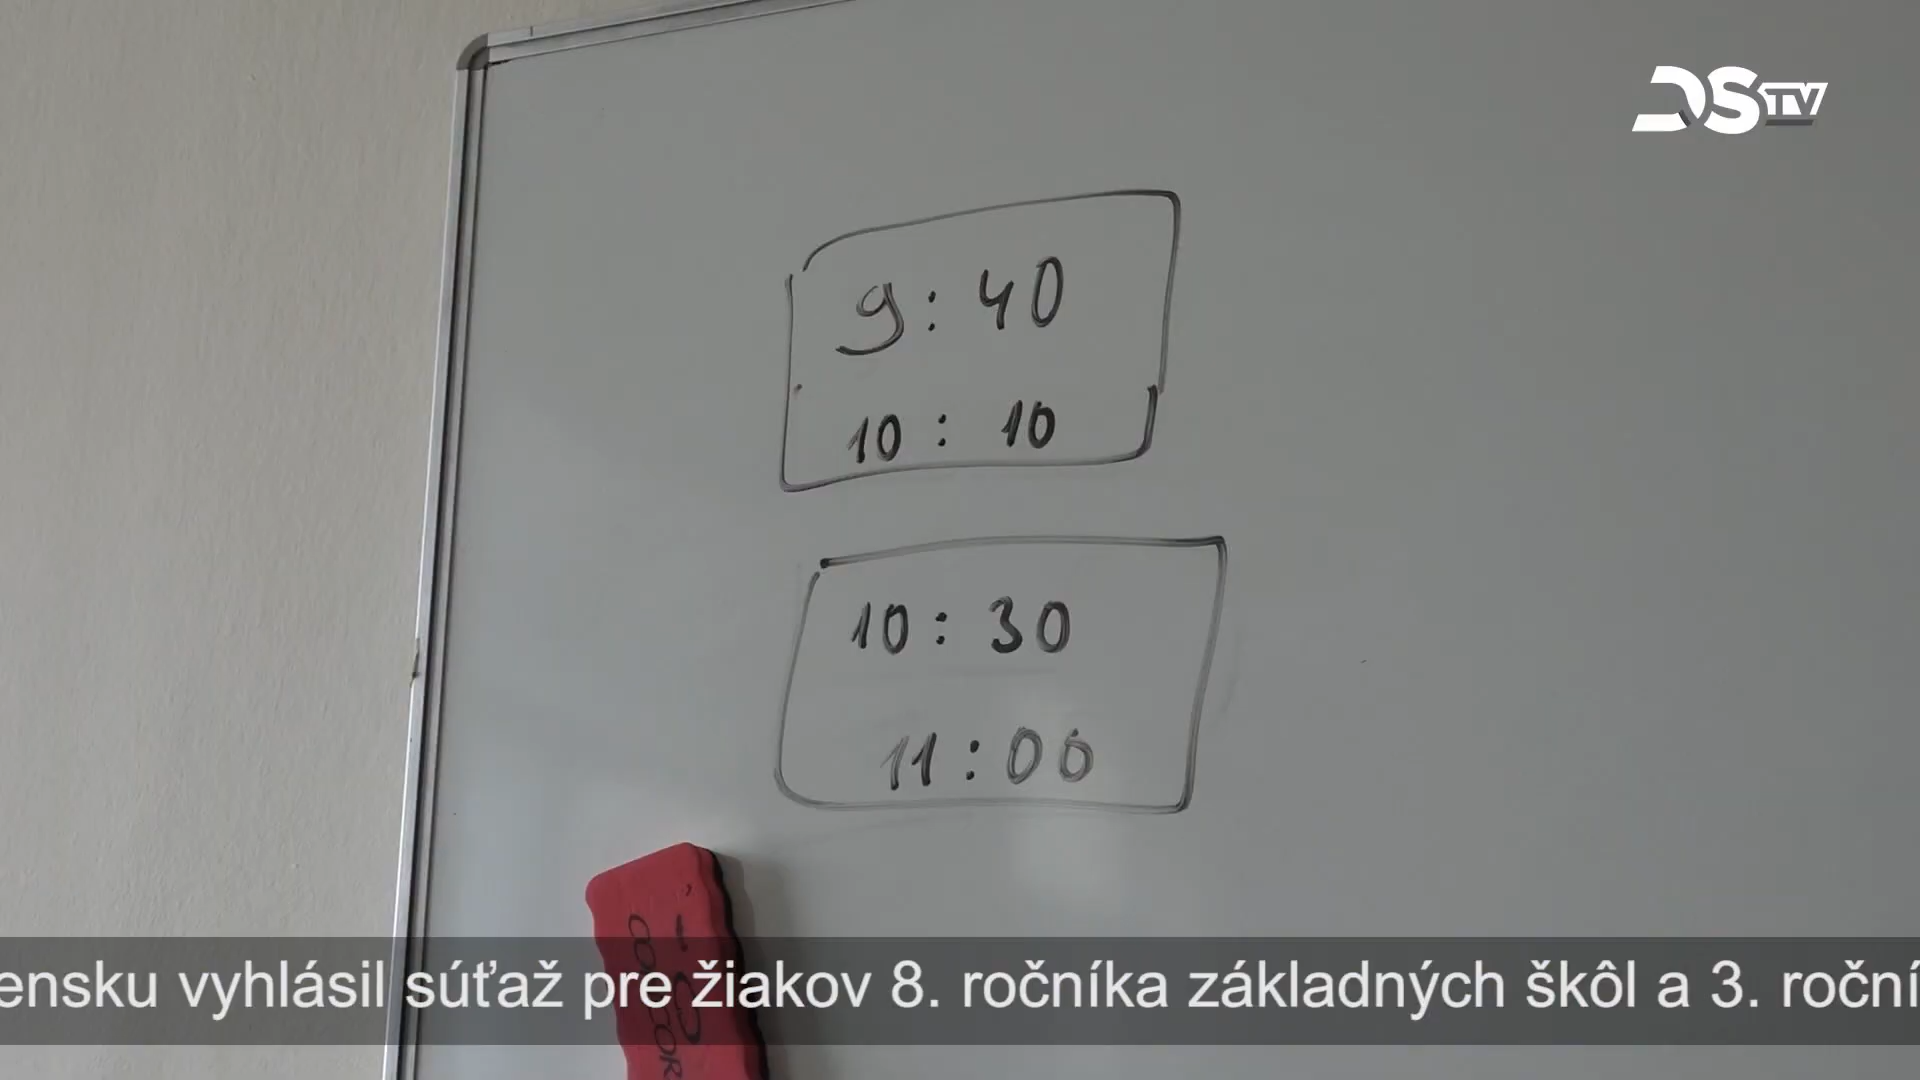 DSTV
9:40
10:10
10:30
11:00
ensku vyhlásil súťaž pre žiakov 8. ročníka základných škôl a 3. roční